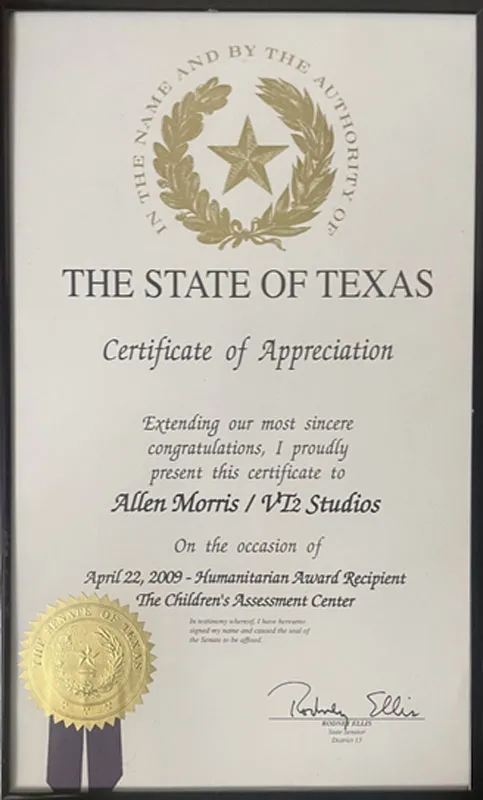 IN THE NAME AND BY THE AUTHORITY OF
THE STATE OF TEXAS
Certificate of Appreciation
Extending our most sincere
congratulations, I proudly
present this certificate to
Allen Morris / VT2 Studios
On the occasion of
April 22, 2009 - Humanitarian Award Recipient
The Children's Assessment Center
In testimony whereof, I have hereunto
signed my name and caused the seal of
the Senate to be affixed.
THE SENATE OF TEXAS
Rodney Ellis
RODNEY ELLIS
State Senator
District 13